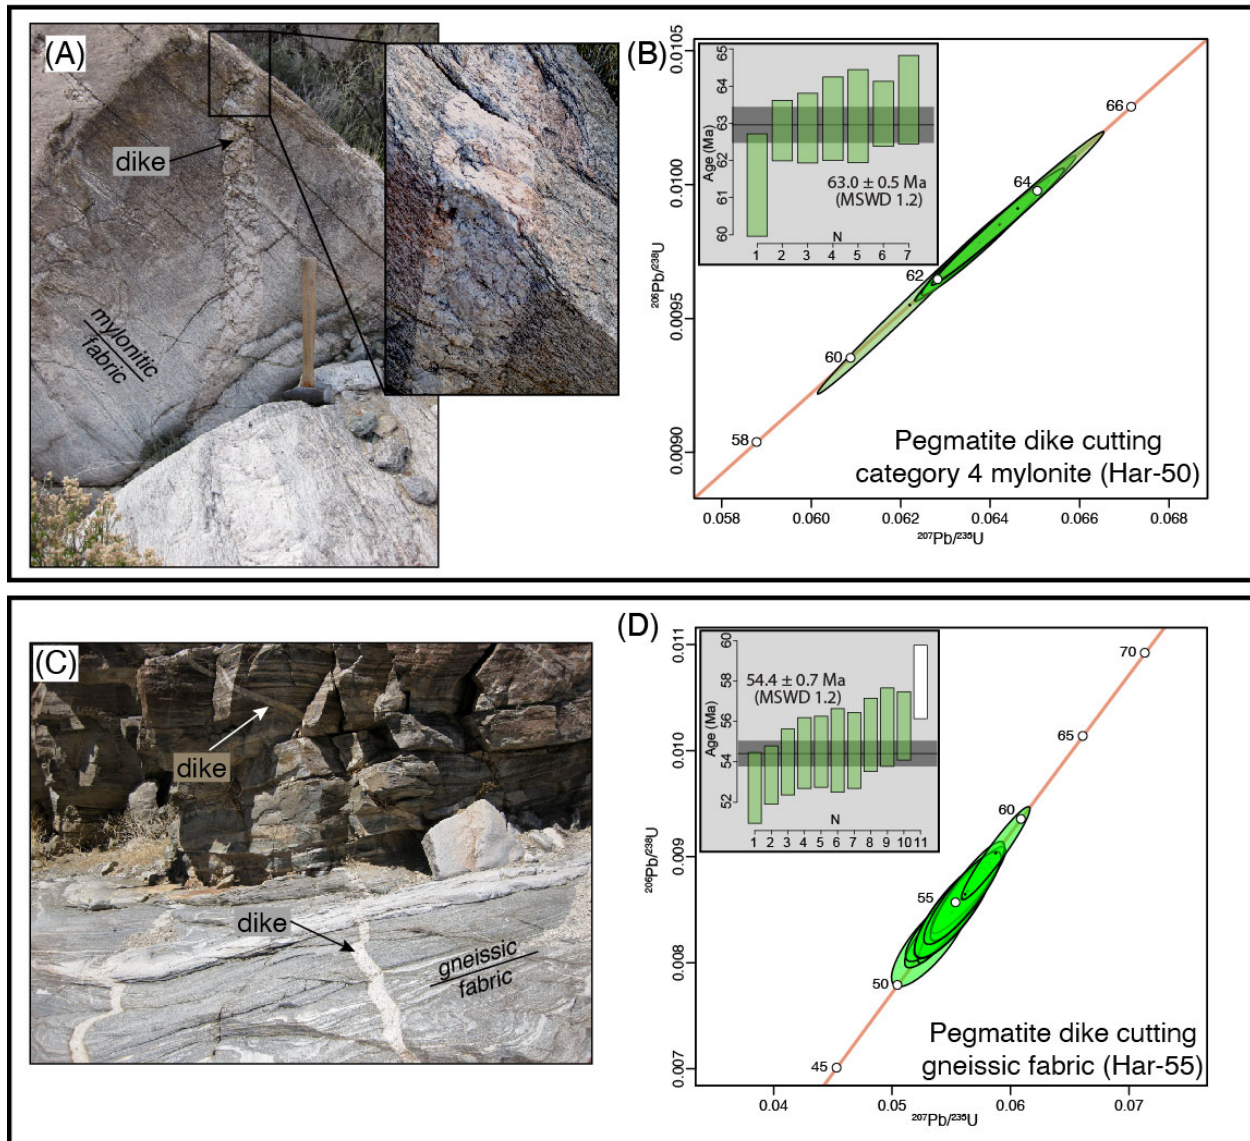 (A)
dike
mylonitic
fabric
(B)
0.0105
0.0100
0.0095
0.0090
²⁰⁶Pb/²³⁸U
65
64
63
62
61
60
Age (Ma)
63.0 ± 0.5 Ma
(MSWD 1.2)
N
1 2 3 4 5 6 7
66
64
62
60
58
Pegmatite dike cutting
category 4 mylonite (Har-50)
0.058 0.060 0.062 0.064 0.066 0.068
²⁰⁷Pb/²³⁵U
(C)
dike
dike
gneissic
fabric
(D)
0.011
0.010
0.009
0.008
0.007
²⁰⁶Pb/²³⁸U
60
58
56
54
52
Age (Ma)
54.4 ± 0.7 Ma
(MSWD 1.2)
N
1 2 3 4 5 6 7 8 9 10 11
70
65
60
55
50
45
Pegmatite dike cutting
gneissic fabric (Har-55)
0.04 0.05 0.06 0.07
²⁰⁷Pb/²³⁵U